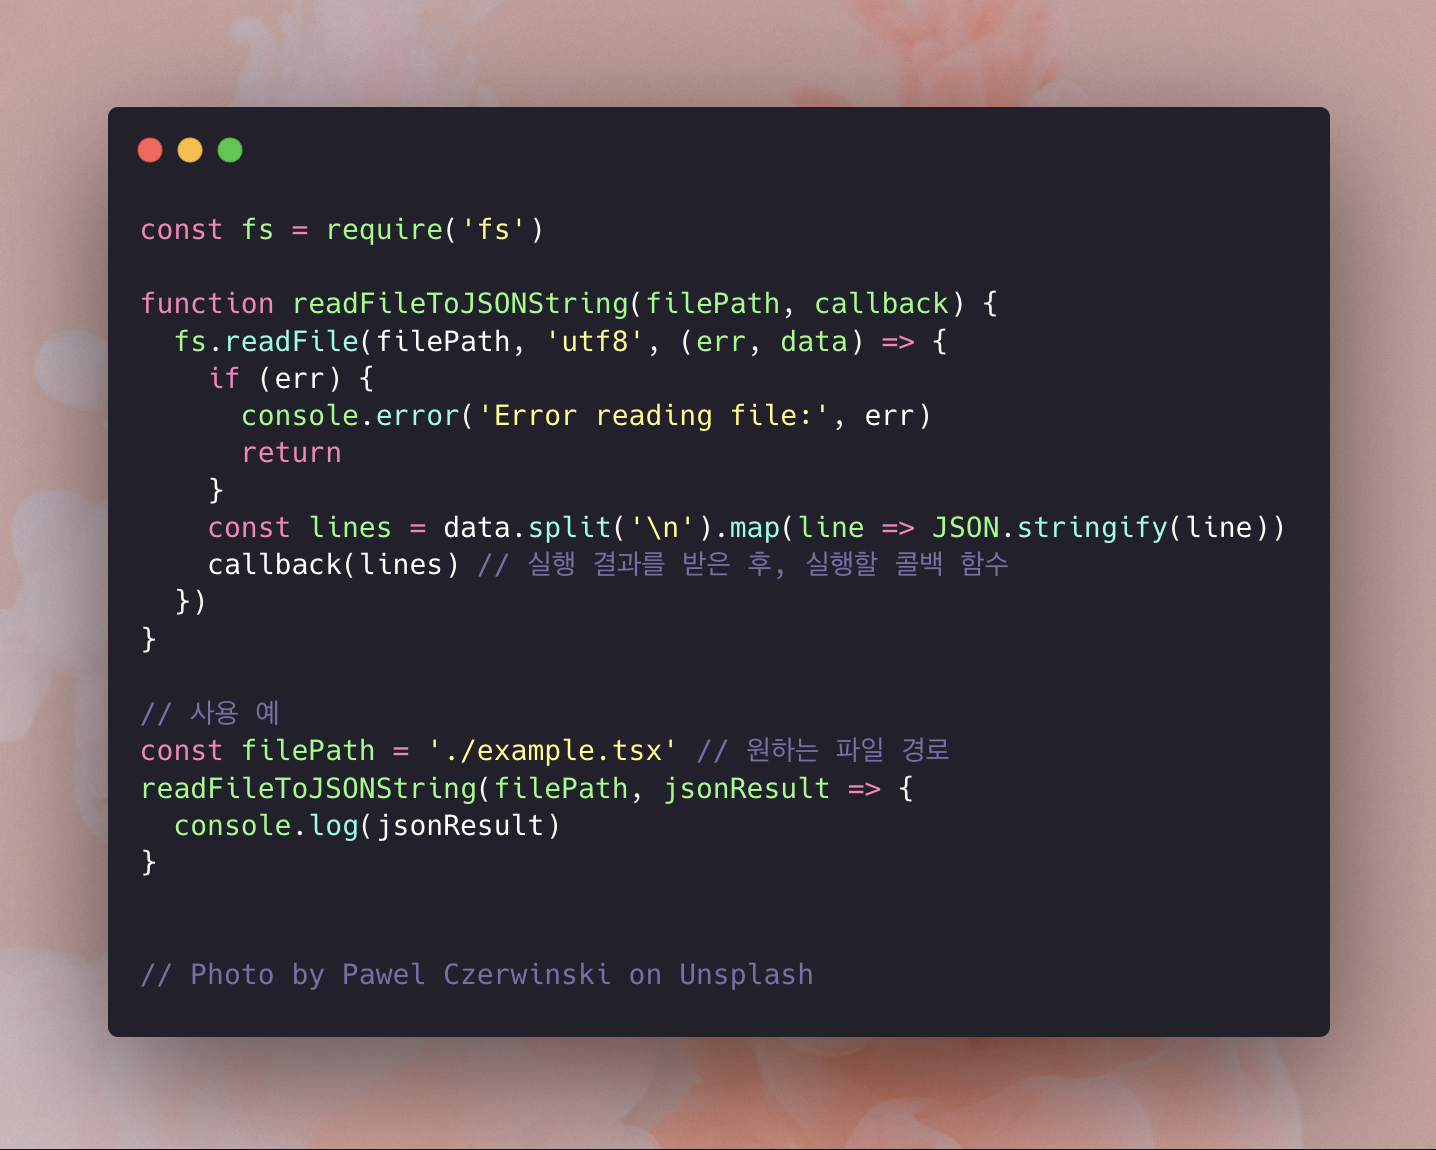 const fs = require('fs')
function readFileToJSONString(filePath, callback) {
  fs.readFile(filePath, 'utf8', (err, data) => {
    if (err) {
      console.error('Error reading file:', err)
      return
    }
    const lines = data.split('\n').map(line => JSON.stringify(line))
    callback(lines) // 실행 결과를 받은 후, 실행할 콜백 함수
  })
}
// 사용 예
const filePath = './example.tsx' // 원하는 파일 경로
readFileToJSONString(filePath, jsonResult => {
  console.log(jsonResult)
}
// Photo by Pawel Czerwinski on Unsplash